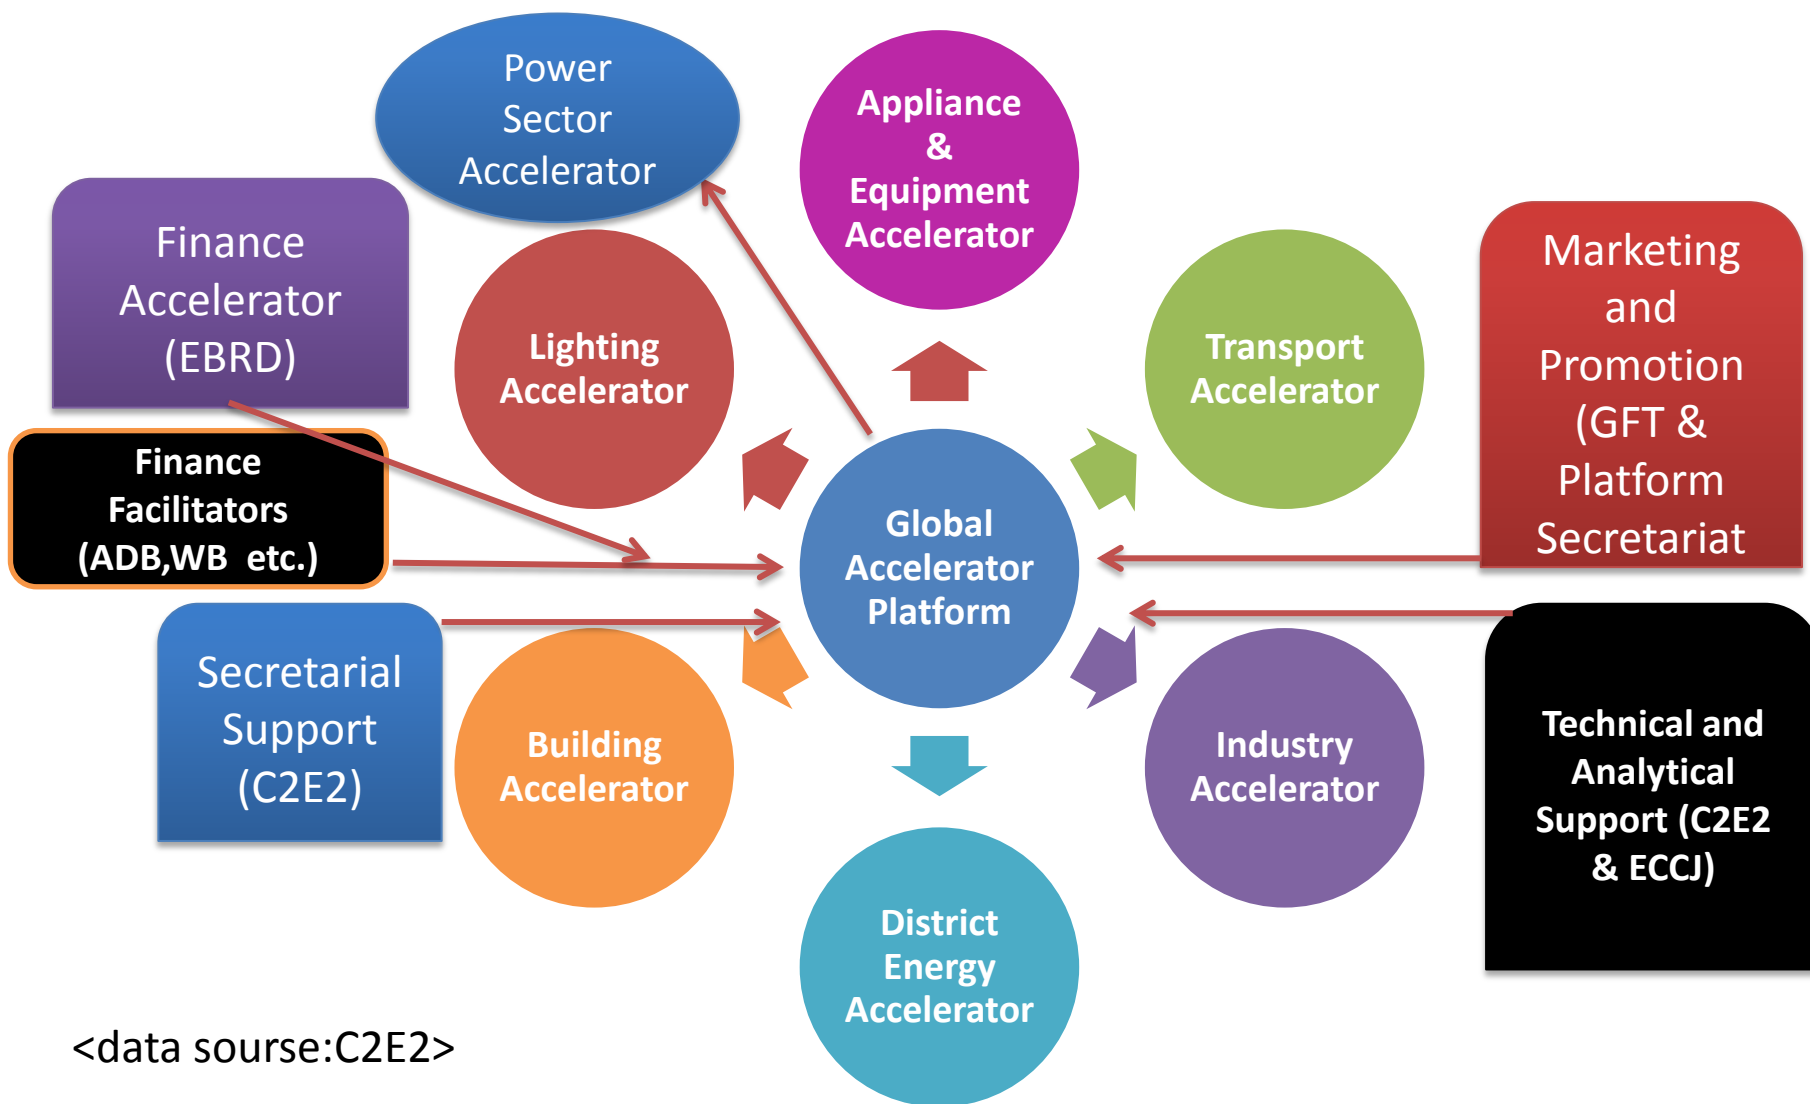 Power
Sector
Accelerator
Appliance
&
Equipment
Accelerator
Finance
Accelerator
(EBRD)
Lighting
Accelerator
Transport
Accelerator
Marketing
and
Promotion
(GFT &
Platform
Secretariat
Finance
Facilitators
(ADB,WB  etc.)
Global
Accelerator
Platform
Secretarial
Support
(C2E2)
Building
Accelerator
Industry
Accelerator
Technical and
Analytical
Support (C2E2
& ECCJ)
District
Energy
Accelerator
<data sourse:C2E2>